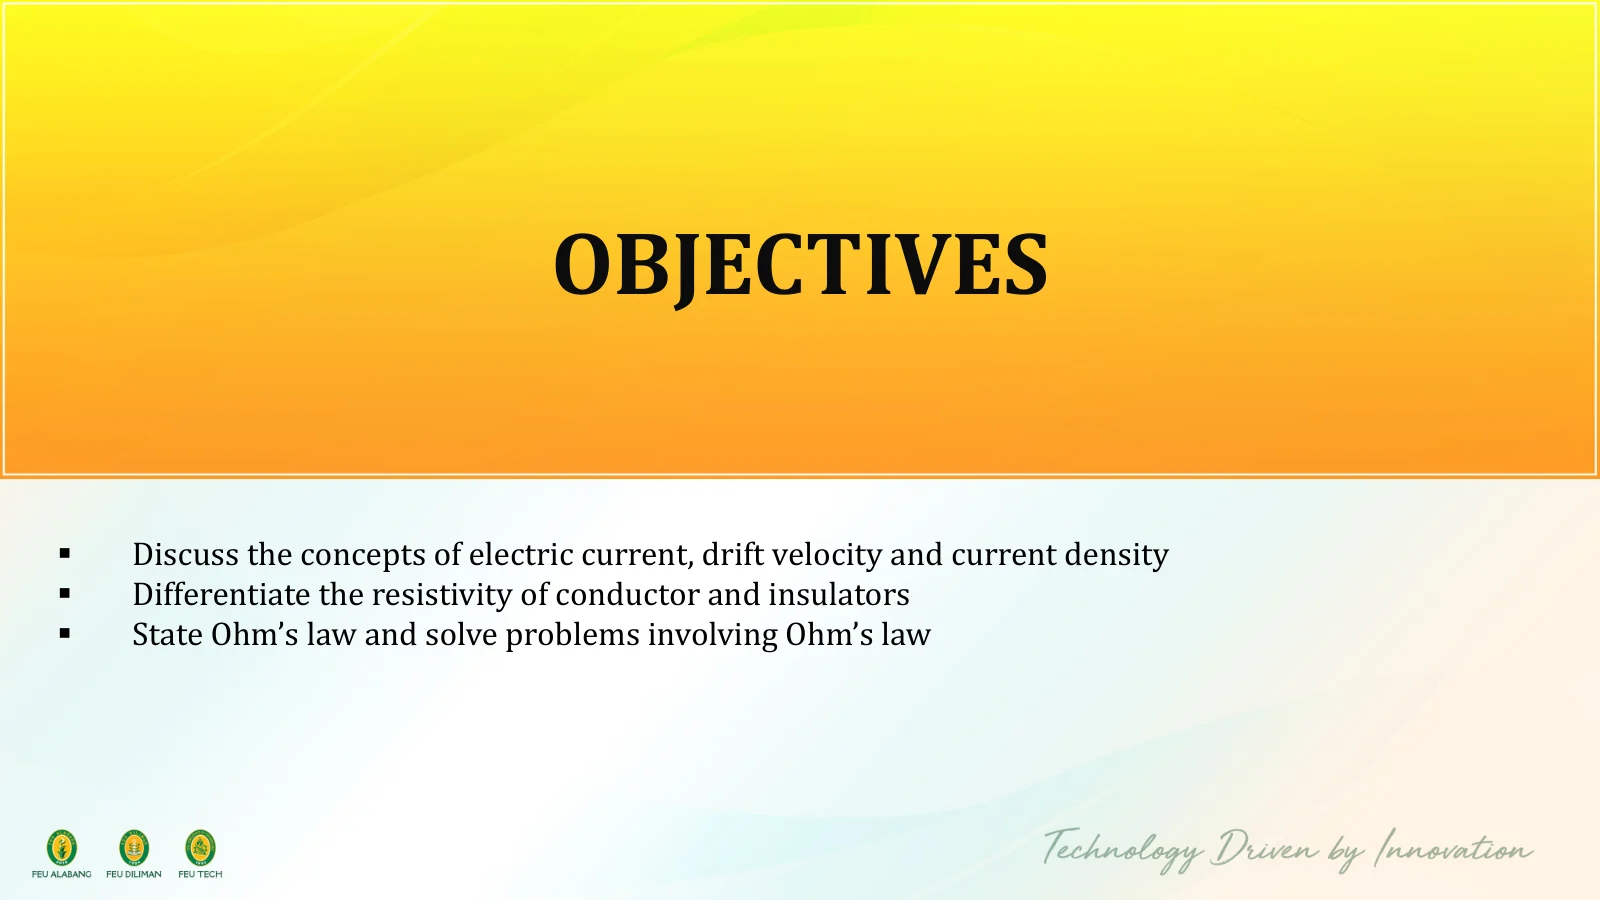 OBJECTIVES
▪ Discuss the concepts of electric current, drift velocity and current density
▪ Differentiate the resistivity of conductor and insulators
▪ State Ohm’s law and solve problems involving Ohm’s law
FEU ALABANG FEU DILIMAN FEU TECH
Technology Driven by Innovation